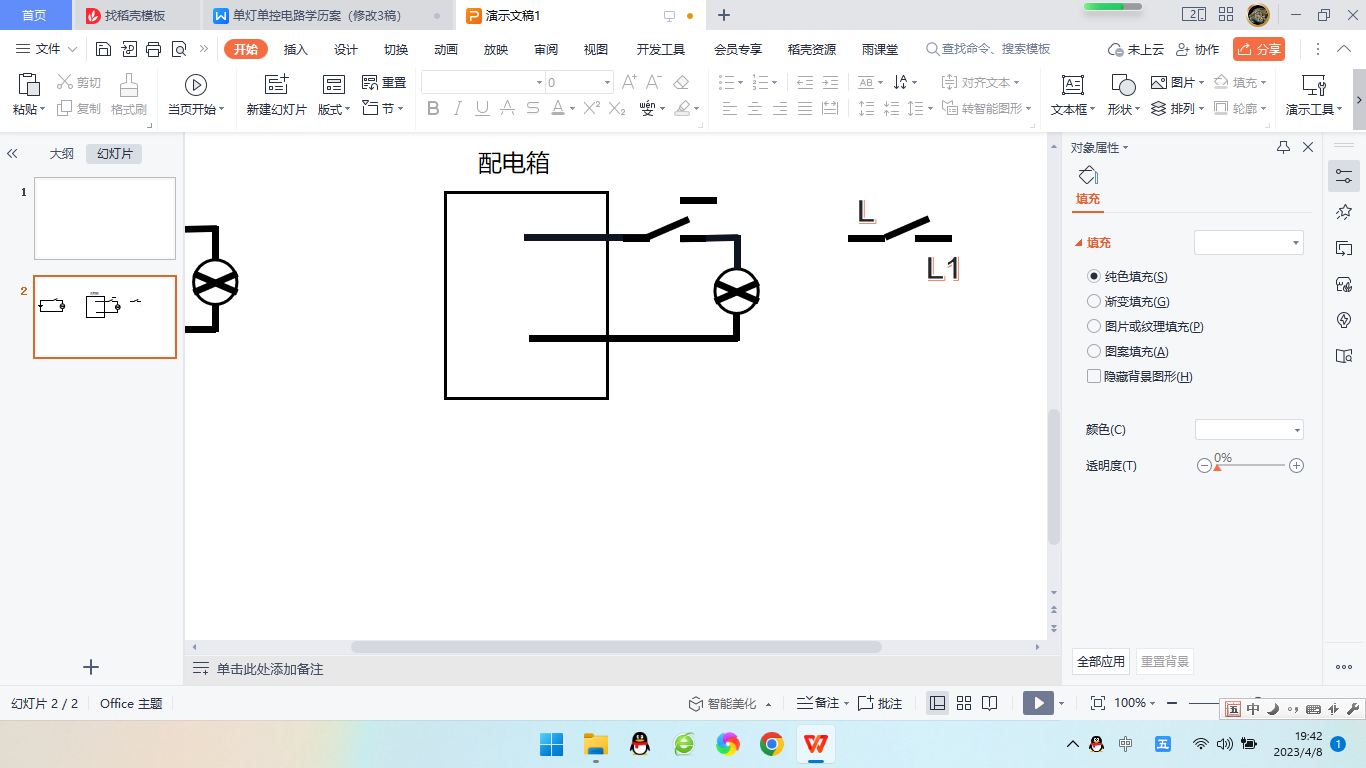 首页 找稻壳模板 单灯单控电路学历案（修改3稿） 演示文稿1
文件 开始 插入 设计 切换 动画 放映 审阅 视图 开发工具 会员专享 稻壳资源 雨课堂 查找命令、搜索模板 未上云 协作 分享
粘贴 剪切 复制 格式刷 当页开始 新建幻灯片 版式 重置 节 0 B I U A S A X² X₂ 对齐文本 转智能图形 文本框 形状 图片 排列 填充 轮廓 演示工具
大纲 幻灯片
1
2
配电箱
L
L1
对象属性
填充
填充
纯色填充(S)
渐变填充(G)
图片或纹理填充(P)
图案填充(A)
隐藏背景图形(H)
颜色(C)
透明度(T) 0%
全部应用 重置背景
单击此处添加备注
幻灯片 2 / 2 Office 主题 智能美化 备注 批注 100%
五 中
中 五 19:42
2023/4/8 1